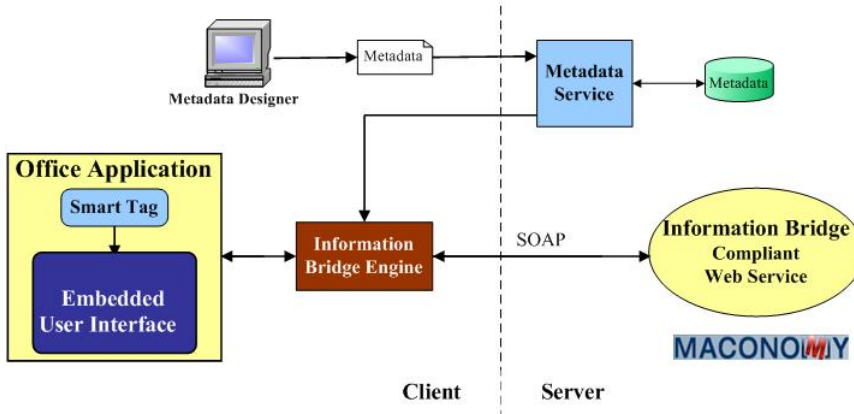 Metadata
Metadata Designer
Metadata
Service
Metadata
Office Application
Smart Tag
Embedded
User Interface
Information
Bridge Engine
SOAP
Information Bridge
Compliant
Web Service
MACONOMY
Client
Server